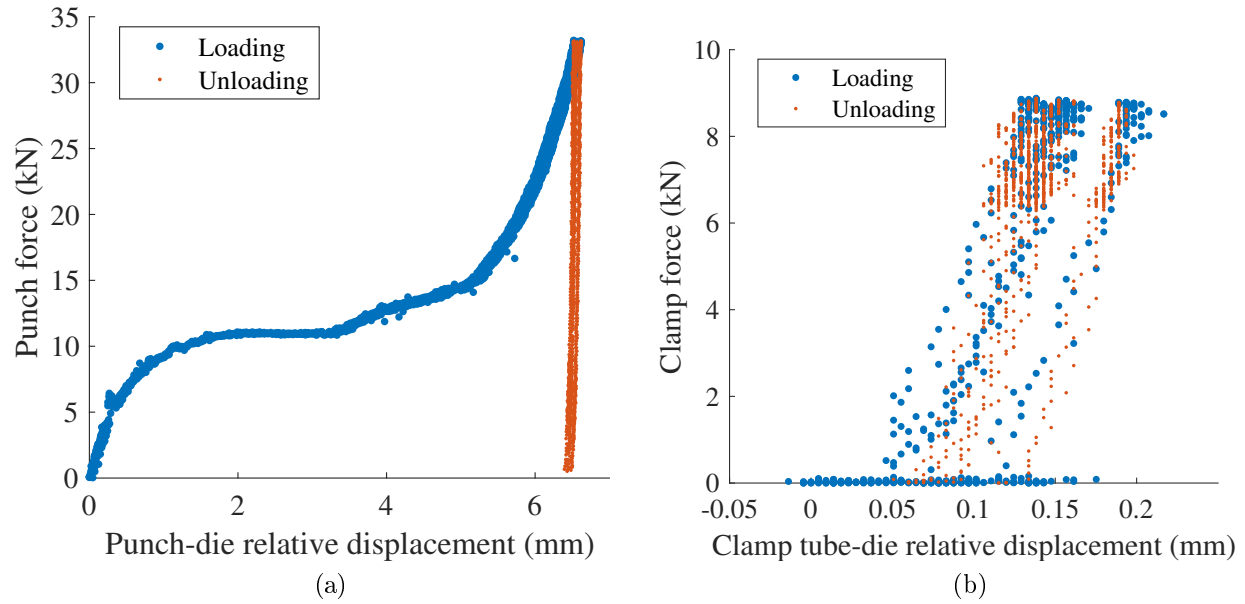 35
30
25
20
15
10
5
0
0
2
4
6
Punch force (kN)
Loading
Unloading
Punch-die relative displacement (mm)
(a)
10
8
6
4
2
0
-0.05
0
0.05
0.1
0.15
0.2
Clamp force (kN)
Loading
Unloading
Clamp tube-die relative displacement (mm)
(b)